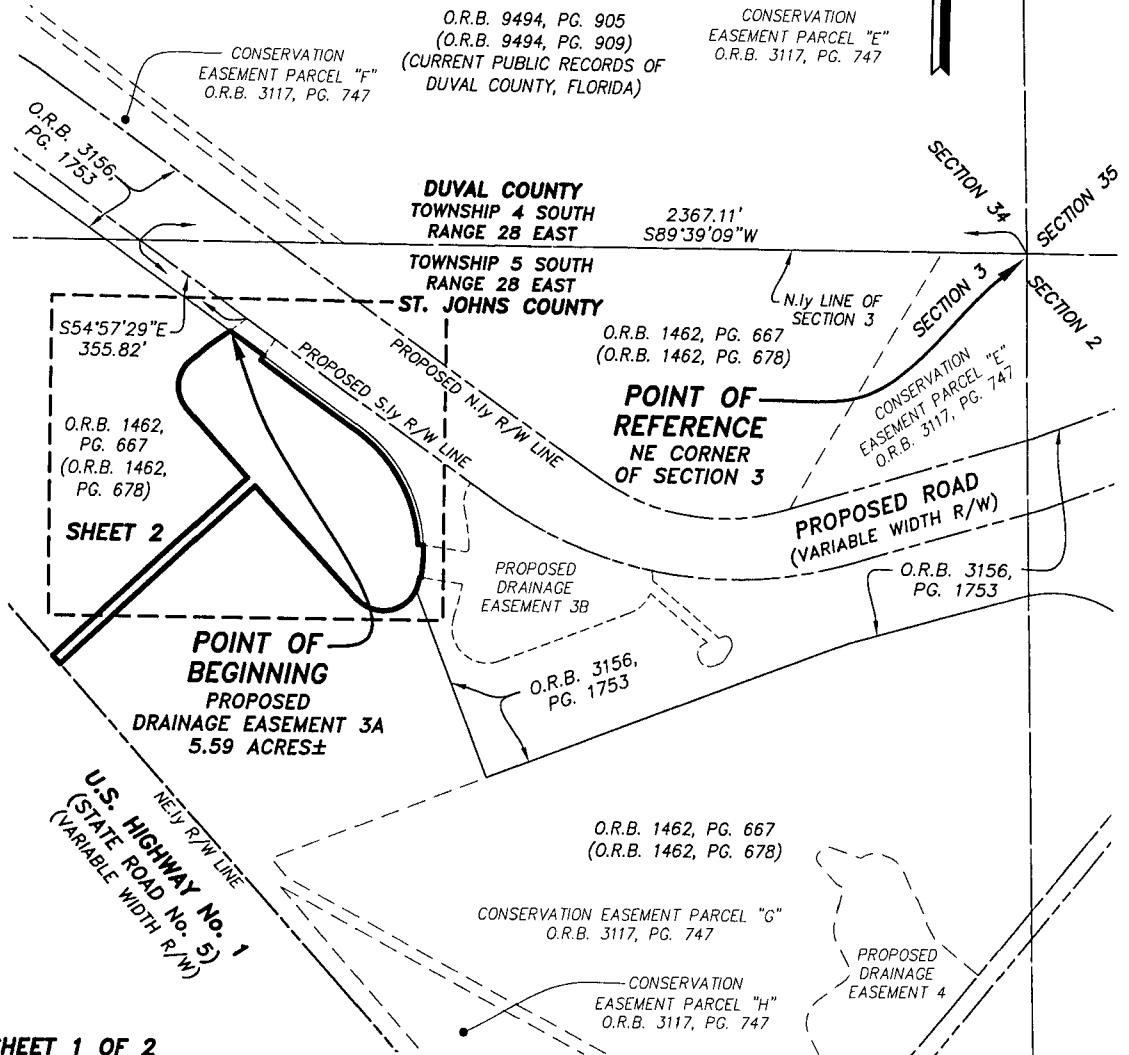 O.R.B. 9494, PG. 905
(O.R.B. 9494, PG. 909)
(CURRENT PUBLIC RECORDS OF
DUVAL COUNTY, FLORIDA)
CONSERVATION
EASEMENT PARCEL "E"
O.R.B. 3117, PG. 747
CONSERVATION
EASEMENT PARCEL "F"
O.R.B. 3117, PG. 747
O.R.B. 3156,
PG. 1753
DUVAL COUNTY
TOWNSHIP 4 SOUTH
RANGE 28 EAST
2367.11'
S89°39'09"W
SECTION 34
SECTION 35
TOWNSHIP 5 SOUTH
RANGE 28 EAST
ST. JOHNS COUNTY
N.ly LINE OF
SECTION 3
SECTION 3
SECTION 2
S54°57'29"E
355.82'
PROPOSED S.ly R/W LINE
PROPOSED N.ly R/W LINE
O.R.B. 1462, PG. 667
(O.R.B. 1462, PG. 678)
CONSERVATION
EASEMENT PARCEL "E"
O.R.B. 3117, PG. 747
POINT OF
REFERENCE
NE CORNER
OF SECTION 3
O.R.B. 1462,
PG. 667
(O.R.B. 1462,
PG. 678)
SHEET 2
PROPOSED ROAD
(VARIABLE WIDTH R/W)
PROPOSED
DRAINAGE
EASEMENT 3B
O.R.B. 3156,
PG. 1753
POINT OF
BEGINNING
PROPOSED
DRAINAGE EASEMENT 3A
5.59 ACRES±
O.R.B. 3156,
PG. 1753
U.S. HIGHWAY No. 1
(STATE ROAD No. 5)
(VARIABLE WIDTH R/W)
NE.ly R/W LINE
O.R.B. 1462, PG. 667
(O.R.B. 1462, PG. 678)
CONSERVATION EASEMENT PARCEL "G"
O.R.B. 3117, PG. 747
PROPOSED
DRAINAGE
EASEMENT 4
CONSERVATION
EASEMENT PARCEL "H"
O.R.B. 3117, PG. 747
SHEET 1 OF 2